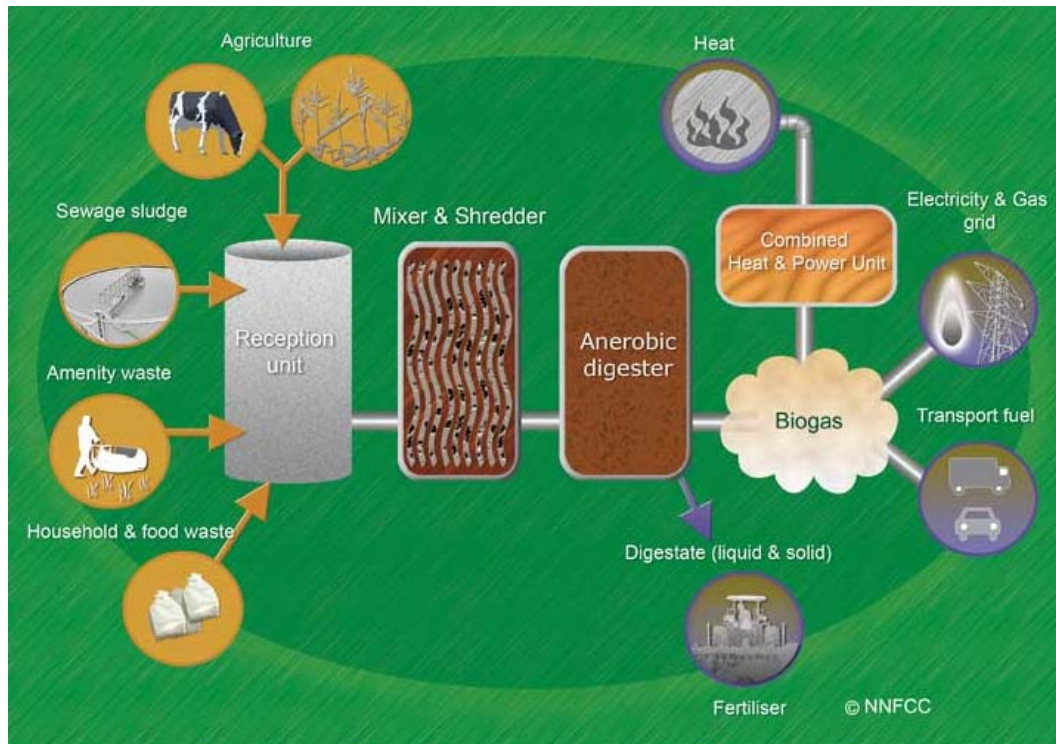 Agriculture
Heat
Sewage sludge
Mixer & Shredder
Electricity & Gas
grid
Combined
Heat & Power Unit
Reception
unit
Anerobic
digester
Amenity waste
Biogas
Transport fuel
Household & food waste
Digestate (liquid & solid)
Fertiliser
© NNFCC